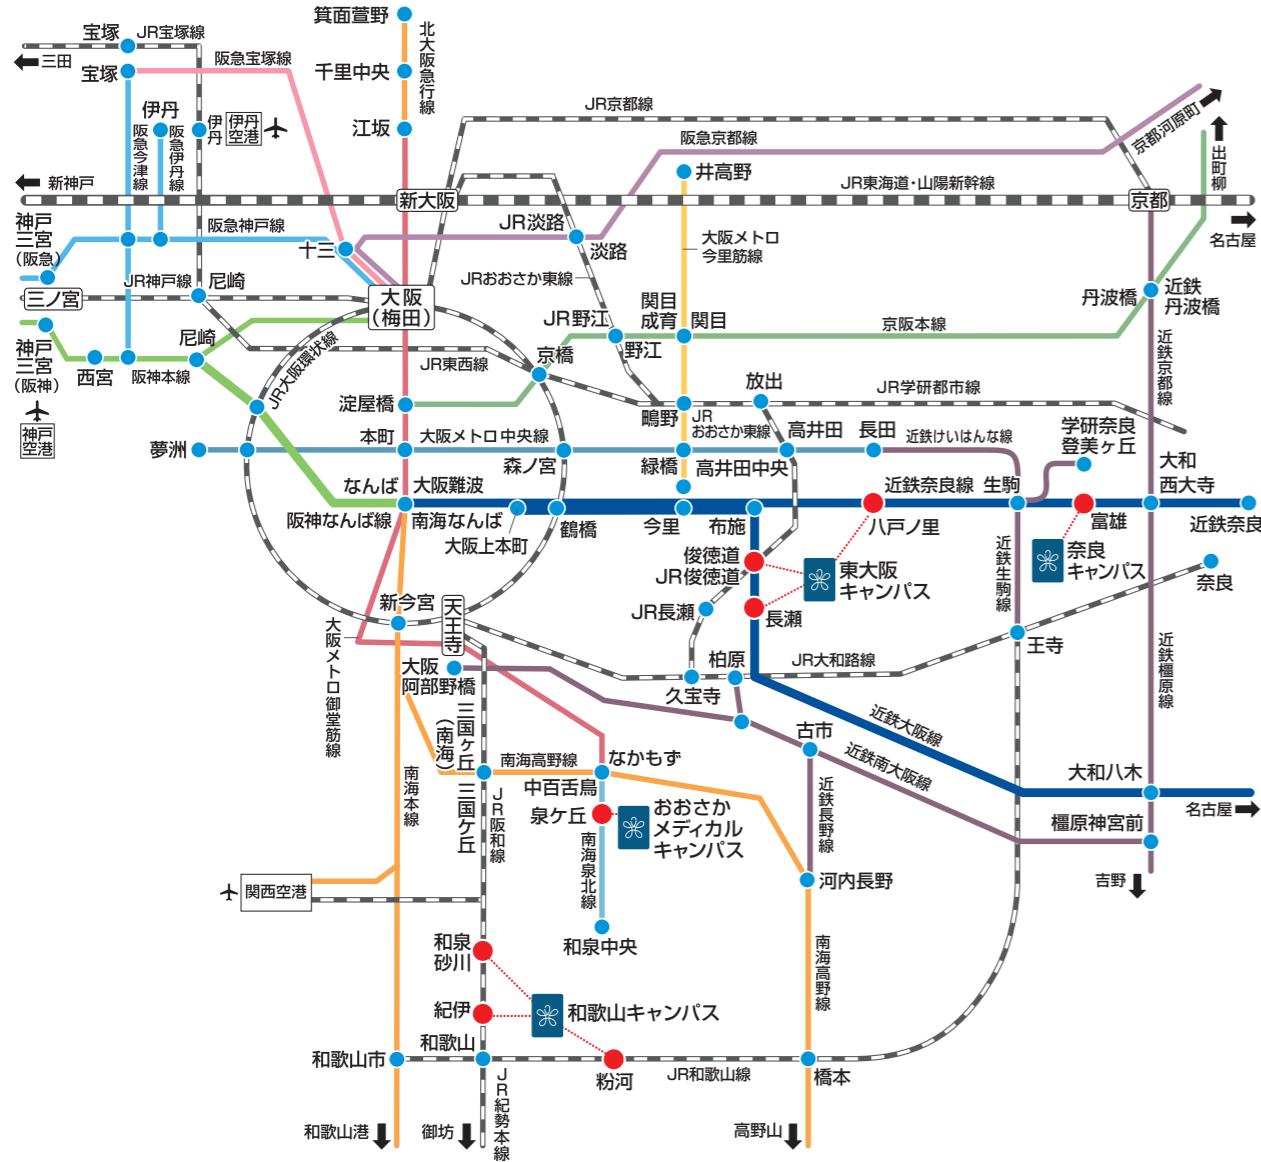 箕面萱野
宝塚
JR宝塚線
三田
宝塚
阪急宝塚線
北大阪急行線
千里中央
伊丹
伊丹
伊丹
空港
江坂
阪急今津線
阪急伊丹線
JR京都線
阪急京都線
京都河原町
出町柳
井高野
新神戸
新大阪
JR東海道・山陽新幹線
京都
名古屋
神戸
三宮
(阪急)
阪急神戸線
十三
JR淡路
淡路
大阪メトロ
今里筋線
JRおおさか東線
JR神戸線
尼崎
三ノ宮
大阪
(梅田)
関目
成育
関目
丹波橋
近鉄
丹波橋
JR野江
野江
京阪本線
神戸
三宮
(阪神)
尼崎
西宮
阪神本線
JR大阪環状線
JR東西線
京橋
近鉄京都線
放出
JR学研都市線
淀屋橋
鴫野
JR
おおさか東線
神戸
空港
夢洲
本町
大阪メトロ中央線
森ノ宮
緑橋
高井田
高井田中央
長田
近鉄けいはんな線
学研奈良
登美ヶ丘
なんば
大阪難波
近鉄奈良線
生駒
大和
西大寺
阪神なんば線
南海なんば
大阪上本町
鶴橋
今里
布施
八戸ノ里
富雄
近鉄奈良
俊徳道
JR俊徳道
東大阪
キャンパス
奈良
キャンパス
近鉄生駒線
奈良
JR長瀬
長瀬
新今宮
天王寺
大阪メトロ御堂筋線
大阪
阿部野橋
柏原
久宝寺
JR大和路線
王寺
近鉄橿原線
三国ヶ丘
(南海)
古市
近鉄大阪線
近鉄南大阪線
南海本線
南海高野線
なかもず
中百舌鳥
三国ケ丘
JR阪和線
泉ケ丘
おおさか
メディカル
キャンパス
南海泉北線
近鉄長野線
大和八木
名古屋
橿原神宮前
吉野
関西空港
河内長野
和泉
砂川
和泉中央
南海高野線
紀伊
和歌山キャンパス
和歌山市
和歌山
粉河
JR和歌山線
橋本
JR紀勢本線
和歌山港
御坊
高野山